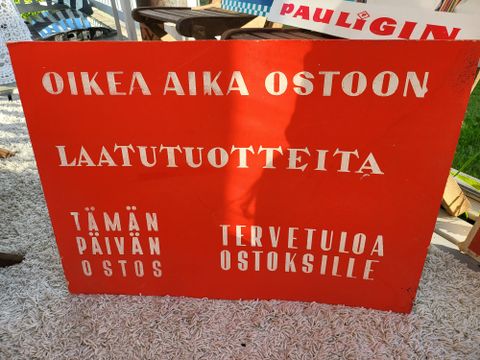 PAULIGIN
OIKEA AIKA OSTOON
LAATUTUOTTEITA
TÄMÄN
PÄIVÄN
OSTOS
TERVETULOA
OSTOKSILLE